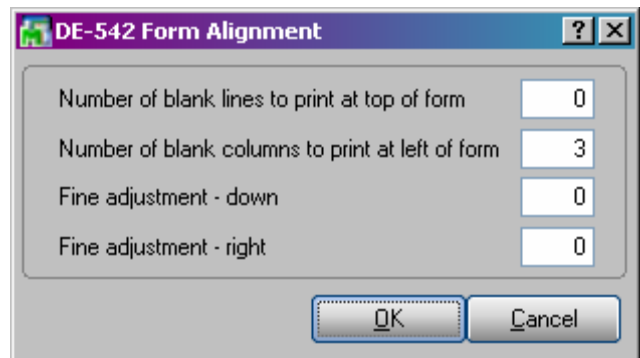 DE-542 Form Alignment
Number of blank lines to print at top of form 0
Number of blank columns to print at left of form 3
Fine adjustment - down 0
Fine adjustment - right 0
OK Cancel